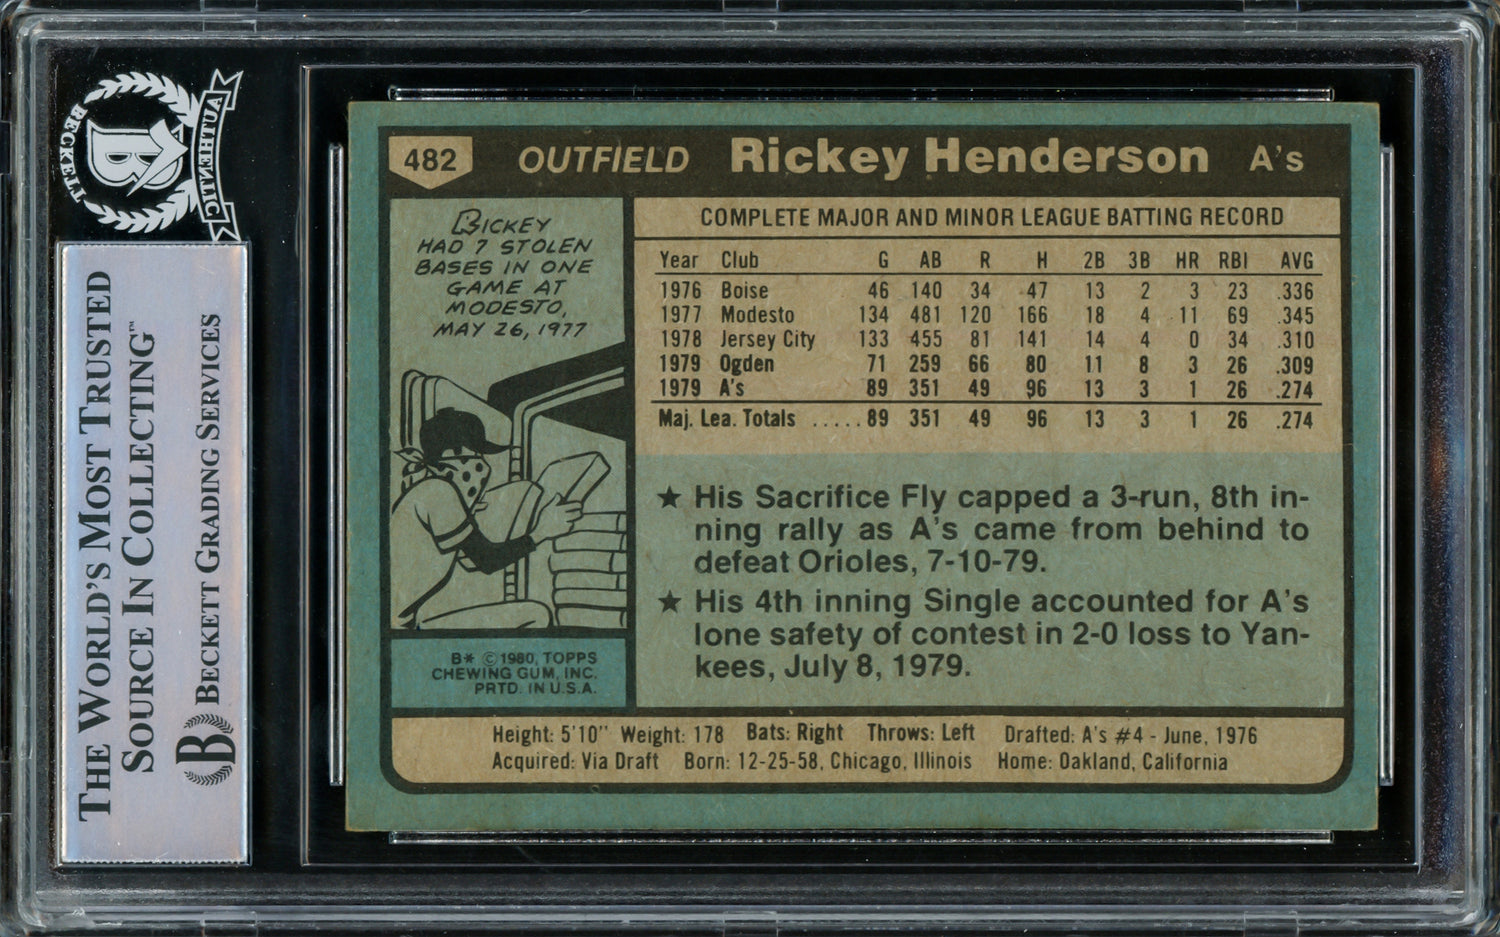 BECKETT
B
AUTHENTIC
THE WORLD'S MOST TRUSTED
SOURCE IN COLLECTING™
B BECKETT GRADING SERVICES
482 OUTFIELD Rickey Henderson A's
RICKEY
HAD 7 STOLEN
BASES IN ONE
GAME AT
MODESTO,
MAY 26, 1977
B* ©1980, TOPPS
CHEWING GUM, INC.
PRTD. IN U.S.A.
COMPLETE MAJOR AND MINOR LEAGUE BATTING RECORD
Year Club G AB R H 2B 3B HR RBI AVG
1976 Boise 46 140 34 47 13 2 3 23 .336
1977 Modesto 134 481 120 166 18 4 11 69 .345
1978 Jersey City 133 455 81 141 14 4 0 34 .310
1979 Ogden 71 259 66 80 11 8 3 26 .309
1979 A's 89 351 49 96 13 3 1 26 .274
Maj. Lea. Totals .....89 351 49 96 13 3 1 26 .274
★ His Sacrifice Fly capped a 3-run, 8th in-
ning rally as A's came from behind to
defeat Orioles, 7-10-79.
★ His 4th inning Single accounted for A's
lone safety of contest in 2-0 loss to Yan-
kees, July 8, 1979.
Height: 5'10" Weight: 178 Bats: Right Throws: Left Drafted: A's #4 - June, 1976
Acquired: Via Draft Born: 12-25-58, Chicago, Illinois Home: Oakland, California